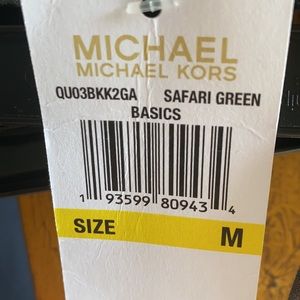 MICHAEL
MICHAEL KORS
QU03BKK2GA SAFARI GREEN
BASICS
1 93599 80943 4
SIZE M